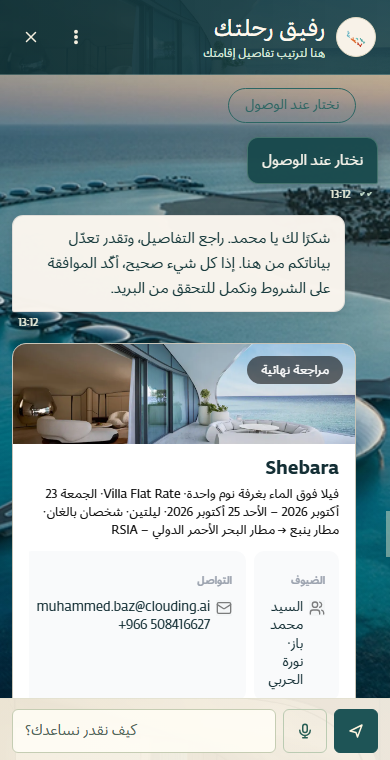 رفيق رحلتك
هنا لترتيب تفاصيل إقامتك
نختار عند الوصول
نختار عند الوصول
13:12
شكرًا لك يا محمد. راجع التفاصيل، وتقدر تعدّل
بياناتكم من هنا. إذا كل شيء صحيح، أكّد الموافقة
على الشروط ونكمل للتحقق من البريد.
13:12
مراجعة نهائية
Shebara
فيلا فوق الماء بغرفة نوم واحدة· Villa Flat Rate· الجمعة 23
أكتوبر 2026 – الأحد 25 أكتوبر 2026· ليلتين· شخصان بالغان·
مطار ينبع → مطار البحر الأحمر الدولي – RSIA
الضيوف
السيد
محمد
باز·
نورة
الحربي
التواصل
muhammed.baz@clouding.ai
+966 508416627
كيف نقدر نساعدك؟